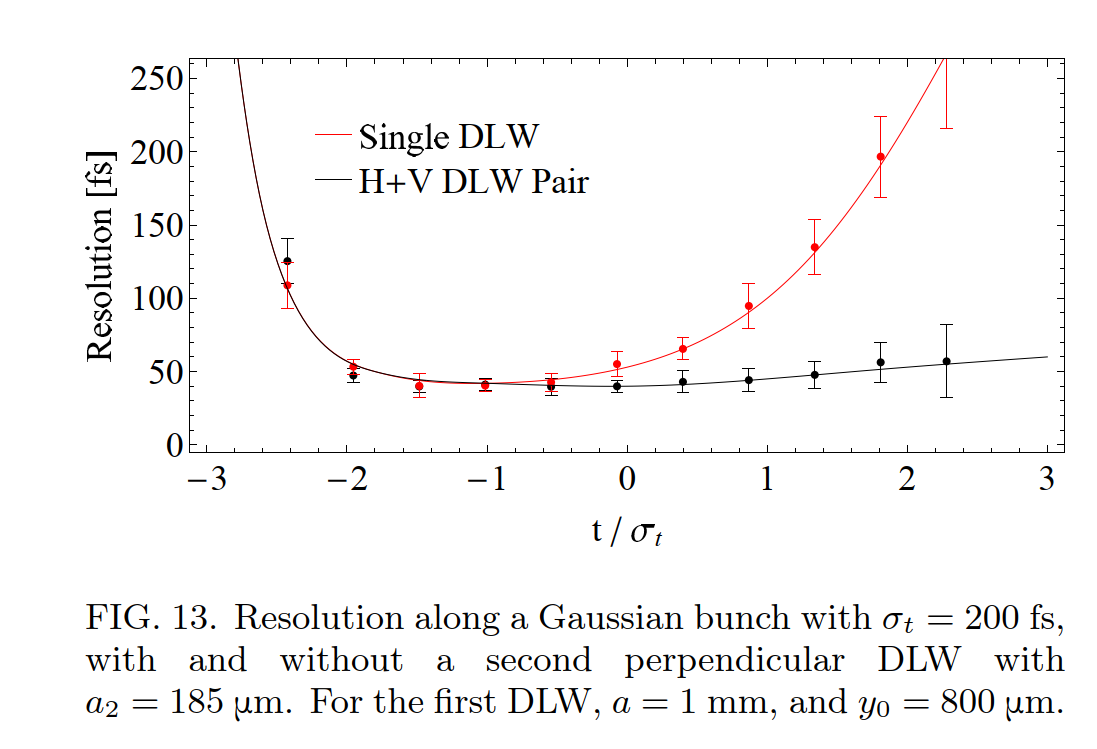 250
200
150
100
50
0
Resolution [fs]
Single DLW
H+V DLW Pair
−3 −2 −1 0 1 2 3
t / σt
FIG. 13. Resolution along a Gaussian bunch with σt = 200 fs,
with and without a second perpendicular DLW with
a2 = 185 µm. For the first DLW, a = 1 mm, and y0 = 800 µm.